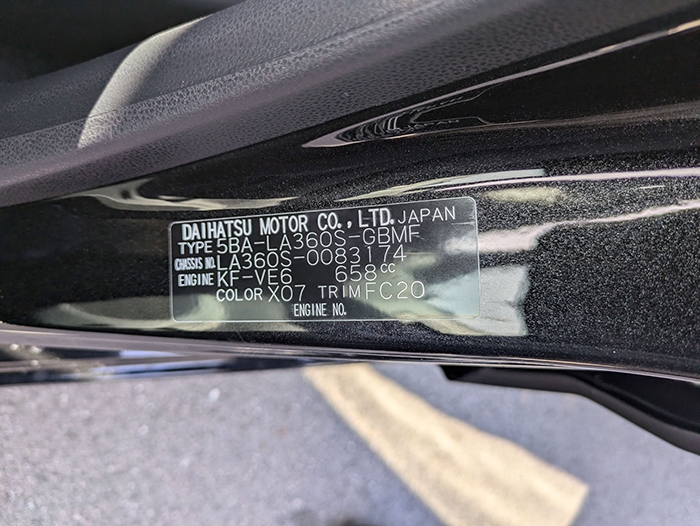 DAIHATSU MOTOR CO., LTD. JAPAN
TYPE 5BA-LA360S-GBMF
CHASSIS NO. LA360S-0083174
ENGINE KF-VE6 658cc
COLOR X07 TRIM FC20
ENGINE NO.